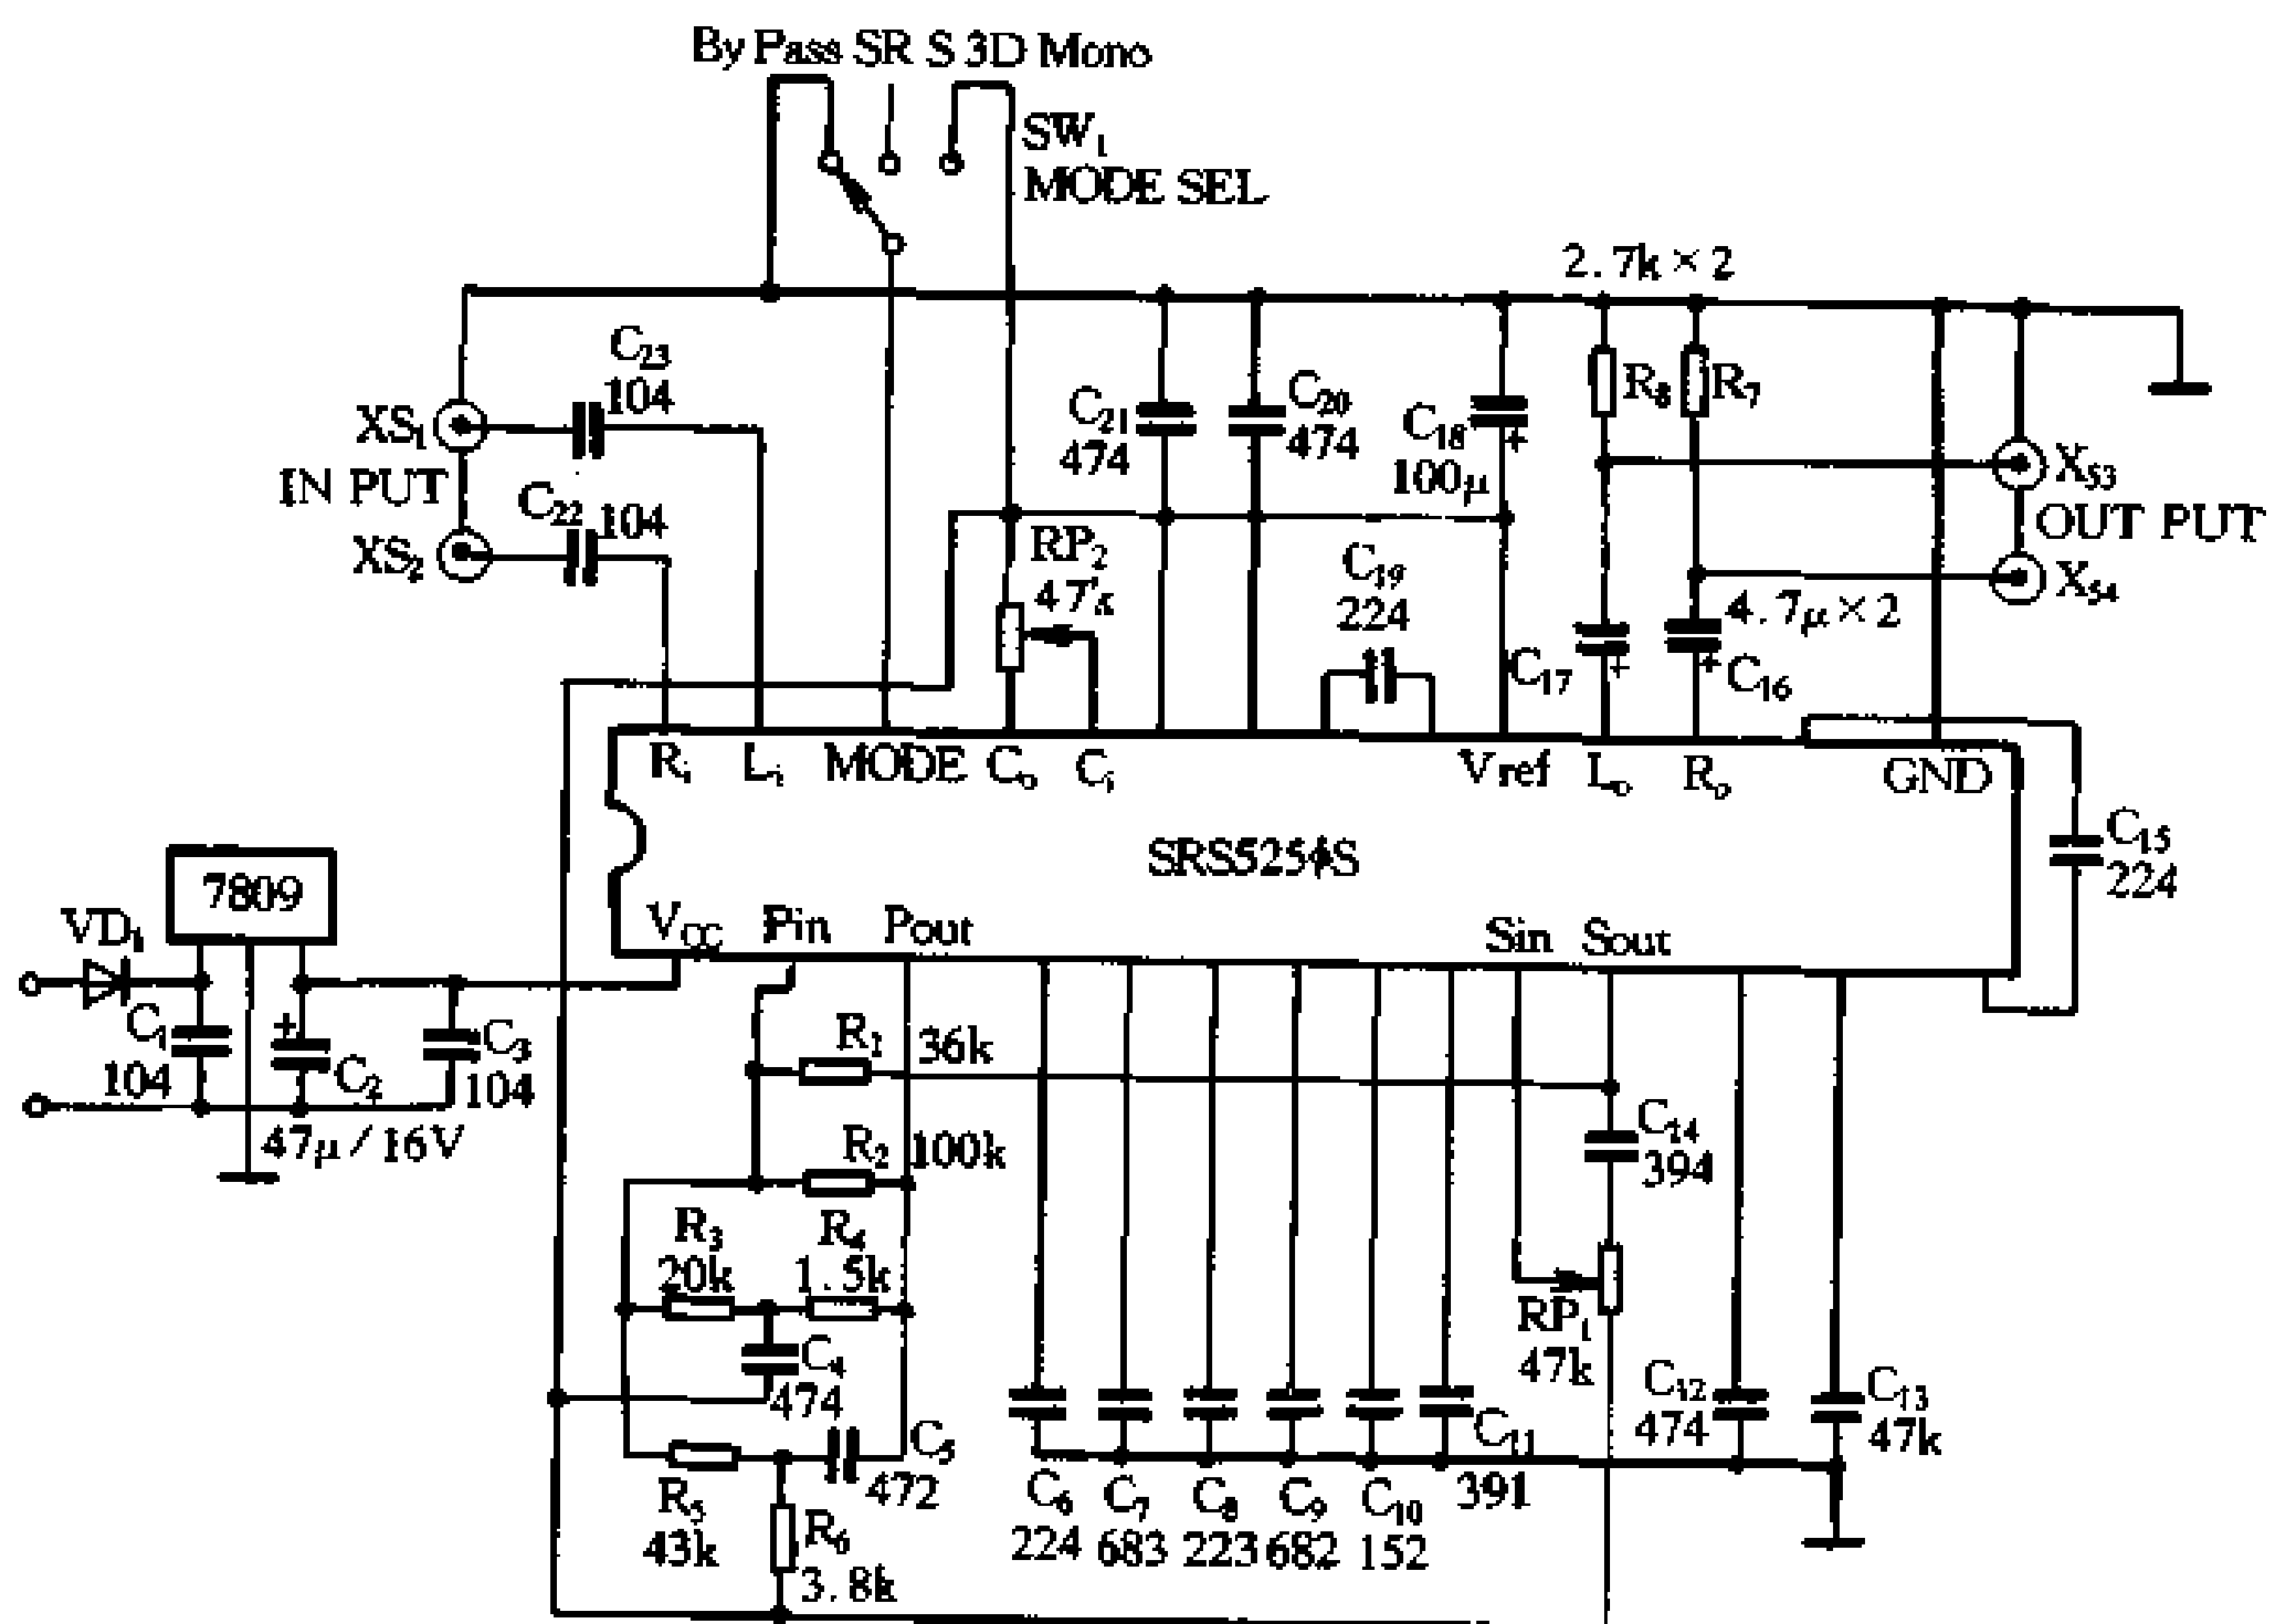 By Pass SR S 3D Mono
SW1
MODE SEL
2.7k×2
C23
104
XS1
IN PUT
C22
104
XS2
C21
474
C20
474
C18
100μ
R8
R7
X53
OUT PUT
X54
RP2
47k
C19
224
4.7μ×2
C17
C16
Ri
Li
MODE
Co
Ci
Vref
Lo
Ro
GND
C15
224
7809
VD1
VCC
Pin
Pout
Sin
Sout
C1
104
C2
47μ/16V
C3
104
R1
36k
R2
100k
R3
20k
R4
1.5k
C4
474
C5
472
R5
43k
R6
3.8k
C14
394
RP1
47k
C12
474
C13
47k
C6
224
C7
683
C8
223
C9
682
C10
152
C11
391